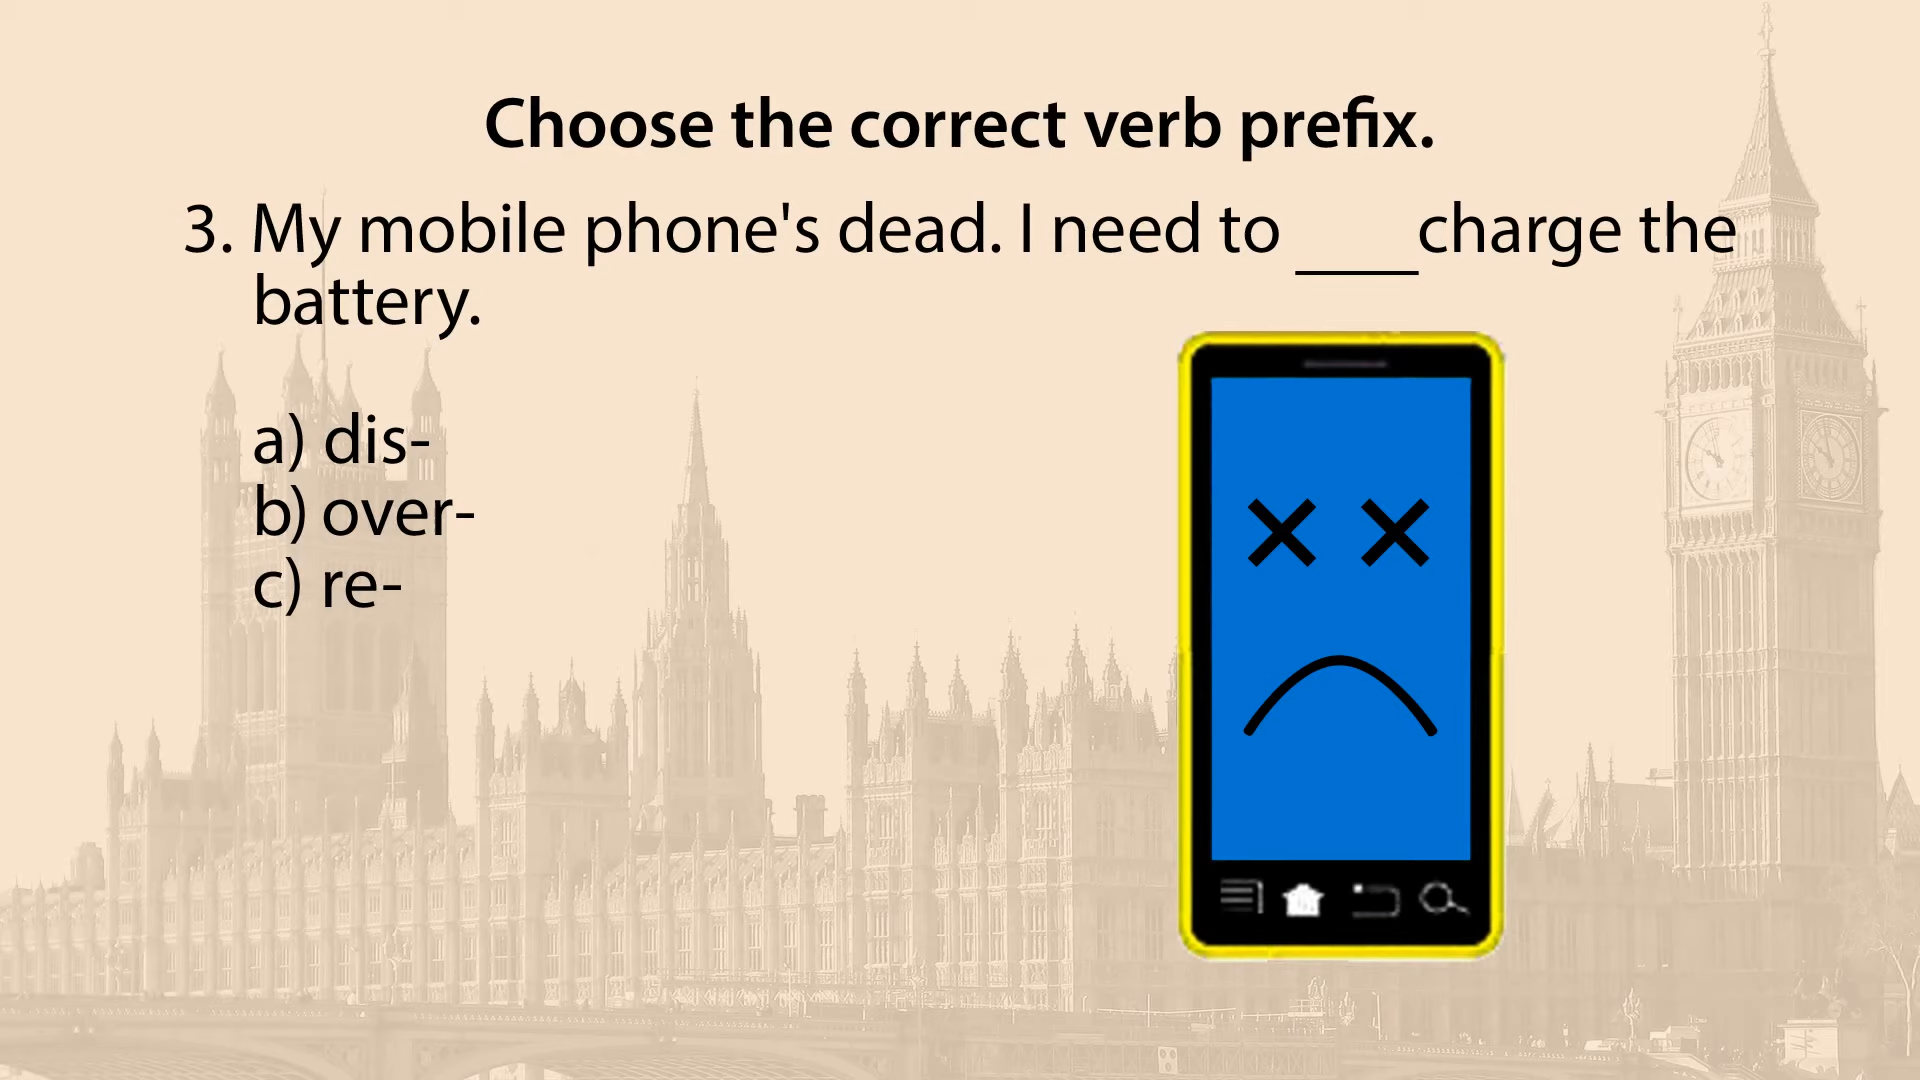 Choose the correct verb prefix.
3. My mobile phone's dead. I need to ____charge the
battery.
a) dis-
b) over-
c) re-